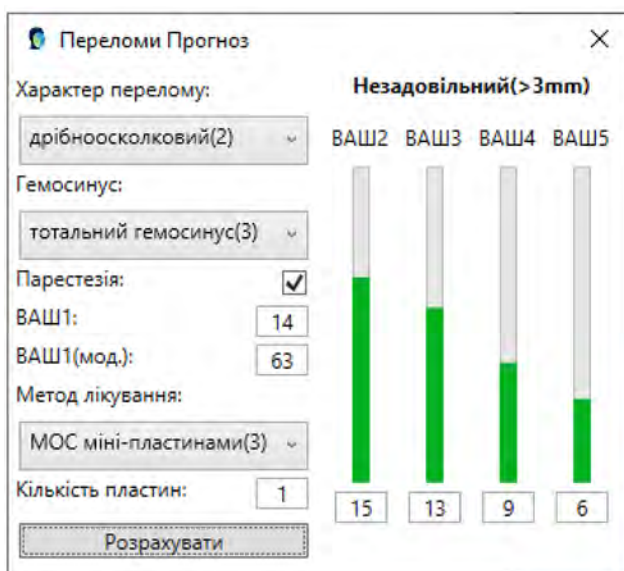 Переломи Прогноз
Характер перелому:
дрібноосколковий(2)
Гемосинус:
тотальний гемосинус(3)
Парестезія:
ВАШ1: 14
ВАШ1(мод.): 63
Метод лікування:
МОС міні-пластинами(3)
Кількість пластин: 1
Розрахувати
Незадовільний(>3mm)
ВАШ2 ВАШ3 ВАШ4 ВАШ5
15 13 9 6